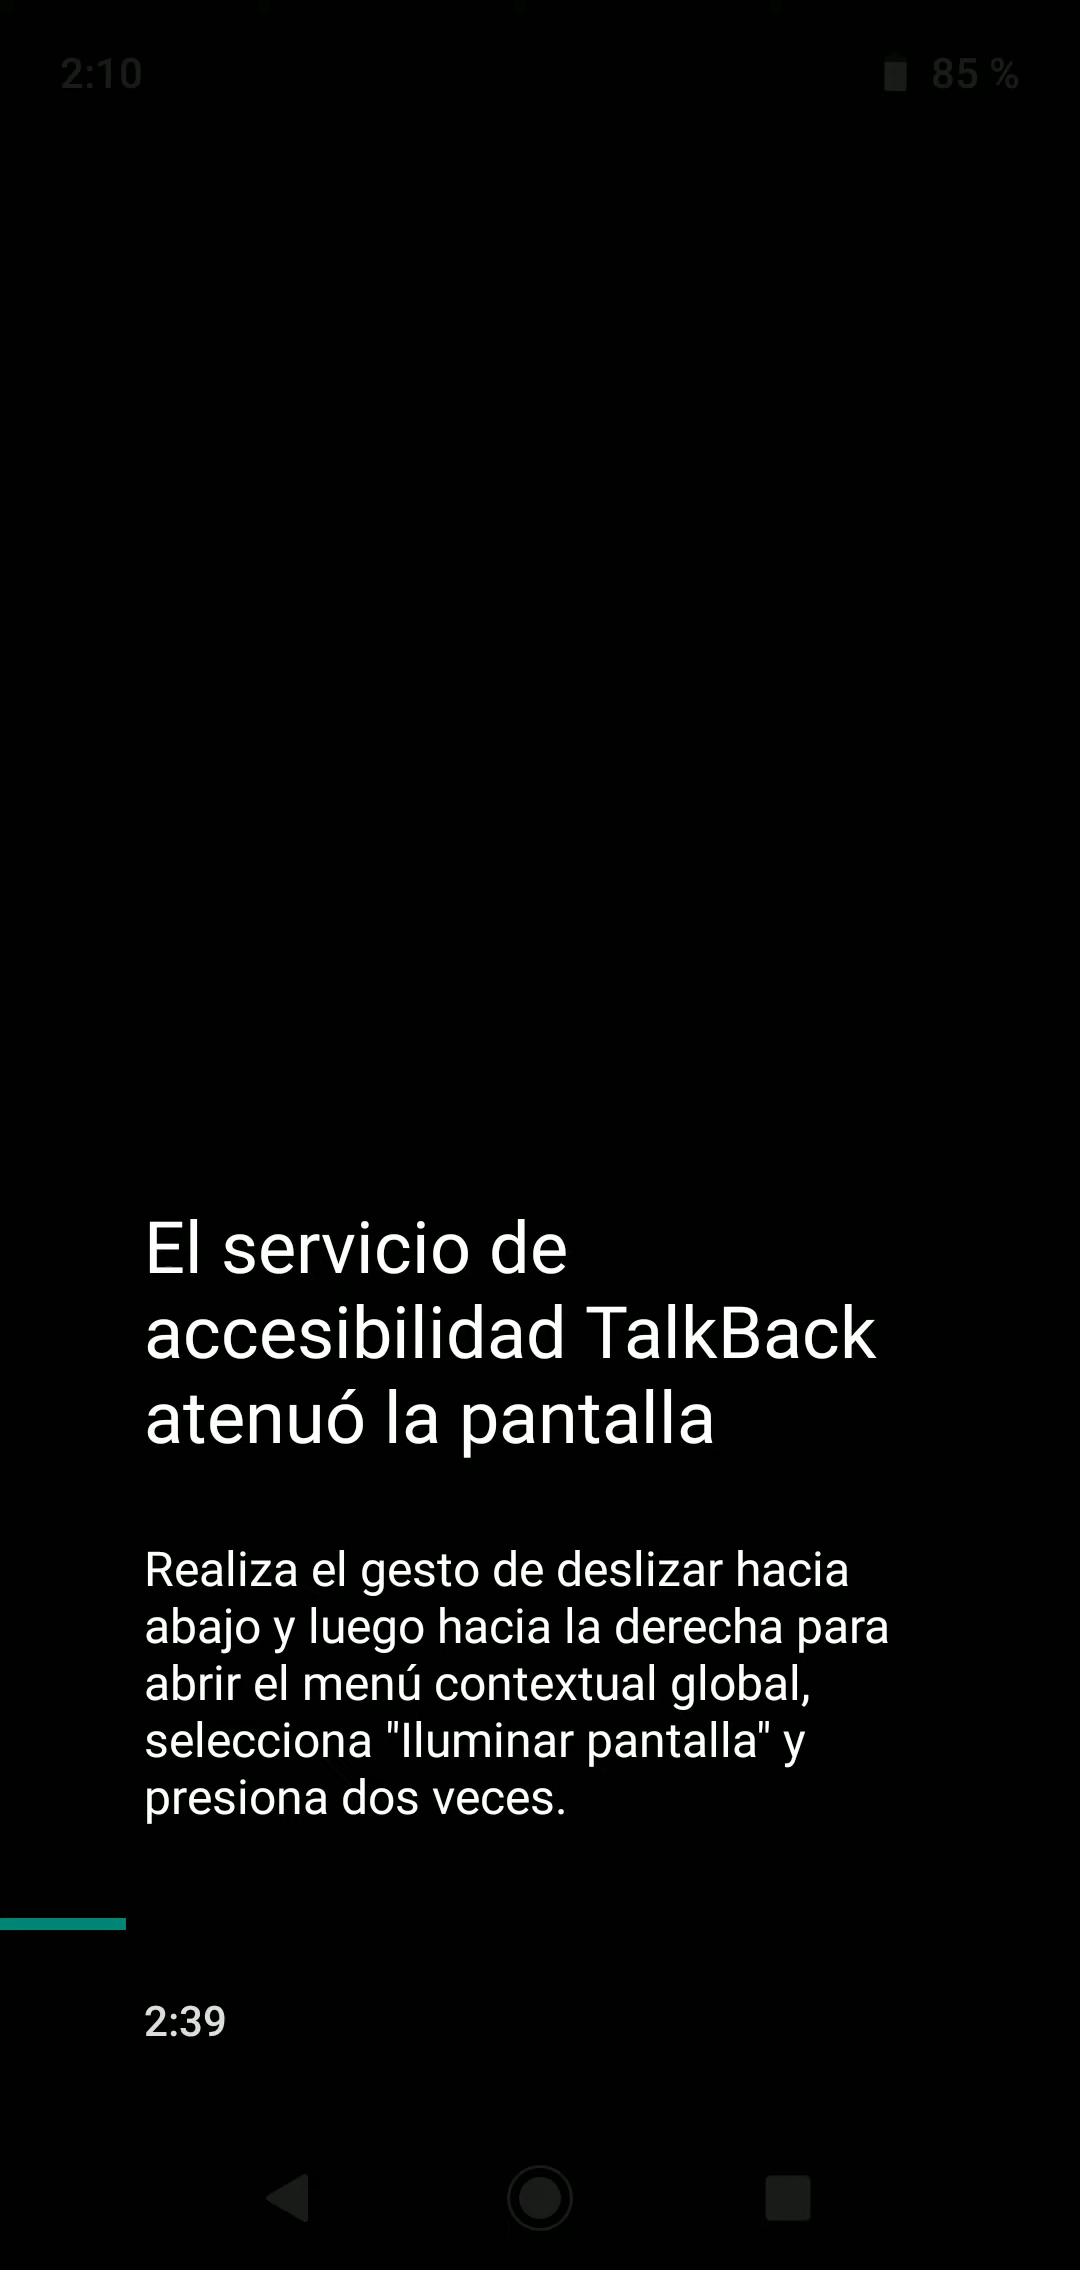 2:10
85 %
El servicio de
accesibilidad TalkBack
atenuó la pantalla
Realiza el gesto de deslizar hacia
abajo y luego hacia la derecha para
abrir el menú contextual global,
selecciona "Iluminar pantalla" y
presiona dos veces.
2:39